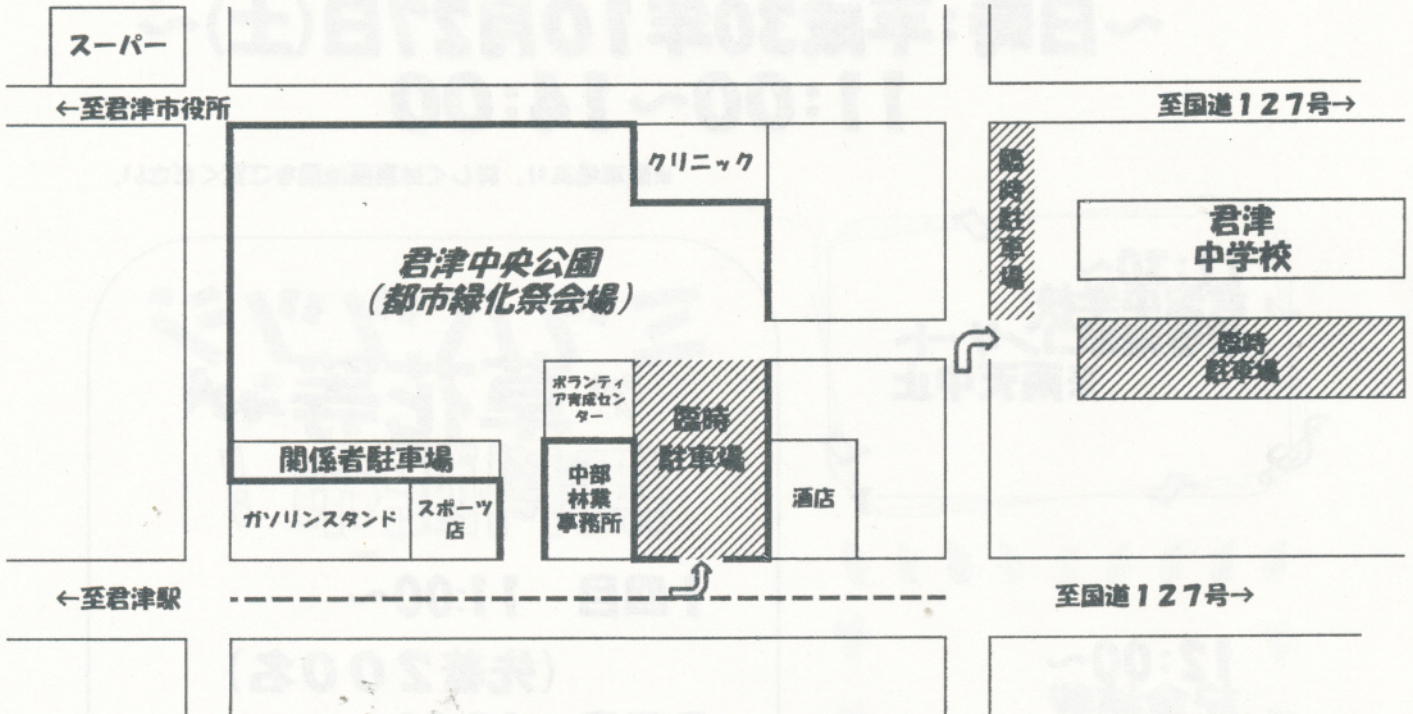 スーパー
←至君津市役所
至国道127号→
クリニック
臨時駐車場
君津
中学校
君津中央公園
(都市緑化祭会場)
臨時
駐車場
ボランティ
ア育成セン
ター
臨時
駐車場
関係者駐車場
中部
林業
事務所
酒店
ガソリンスタンド
スポーツ
店
←至君津駅
至国道127号→